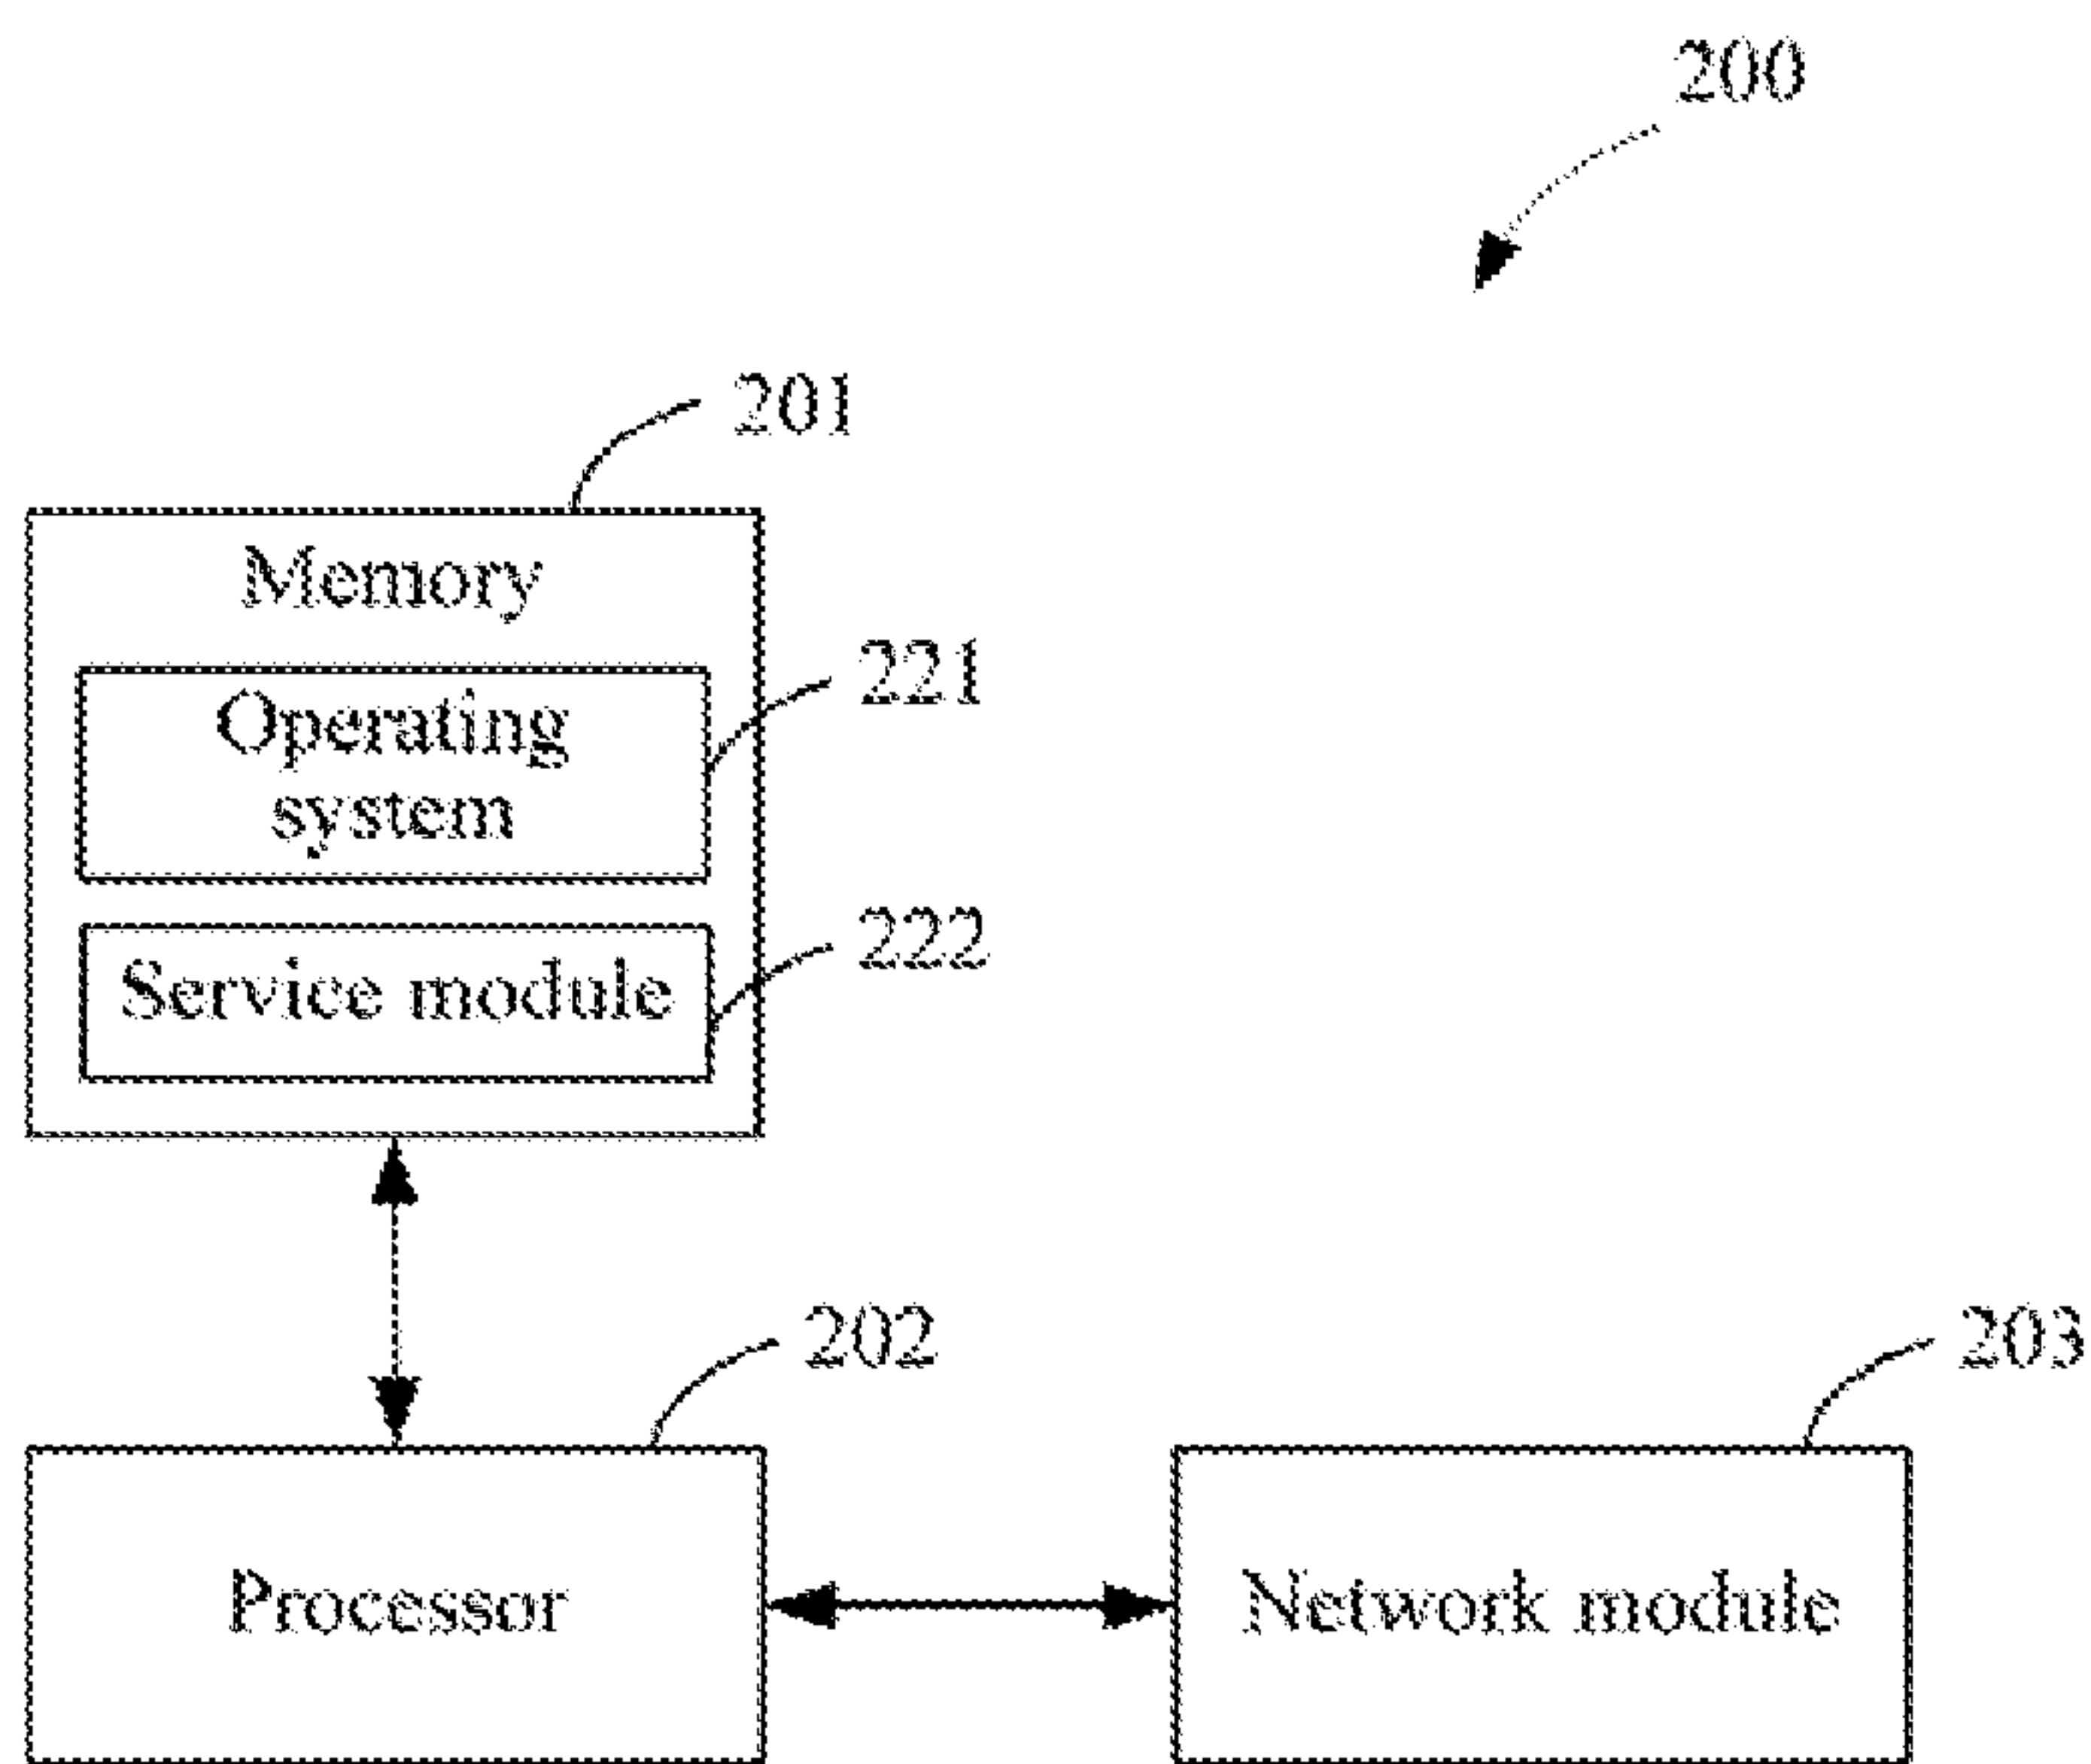 200
201
Memory
221
Operating
system
222
Service module
202
203
Processor
Network module